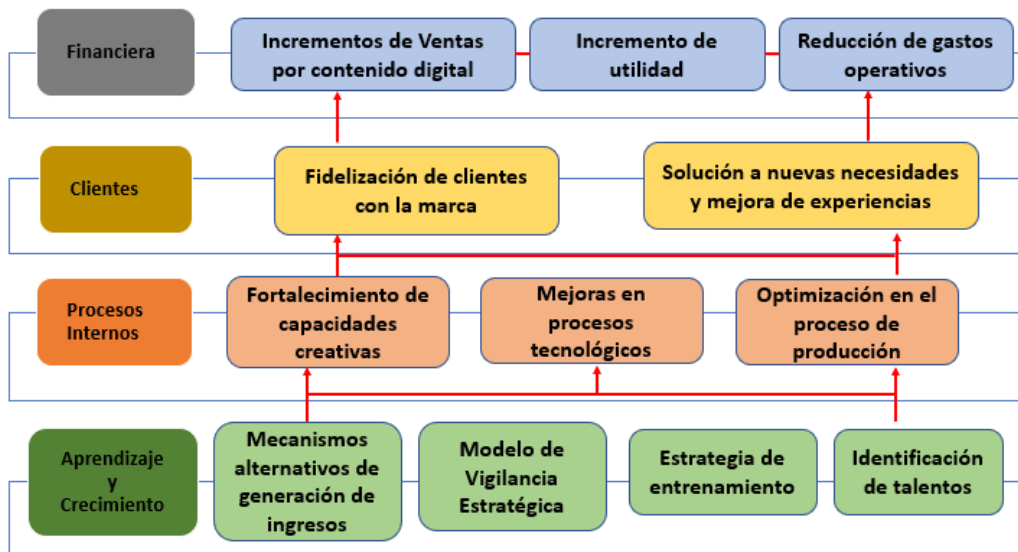 Financiera
Incrementos de Ventas
por contenido digital
Incremento de
utilidad
Reducción de gastos
operativos
Clientes
Fidelización de clientes
con la marca
Solución a nuevas necesidades
y mejora de experiencias
Procesos
Internos
Fortalecimiento de
capacidades
creativas
Mejoras en
procesos
tecnológicos
Optimización en el
proceso de
producción
Aprendizaje
y
Crecimiento
Mecanismos
alternativos de
generación de
ingresos
Modelo de
Vigilancia
Estratégica
Estrategia de
entrenamiento
Identificación
de talentos